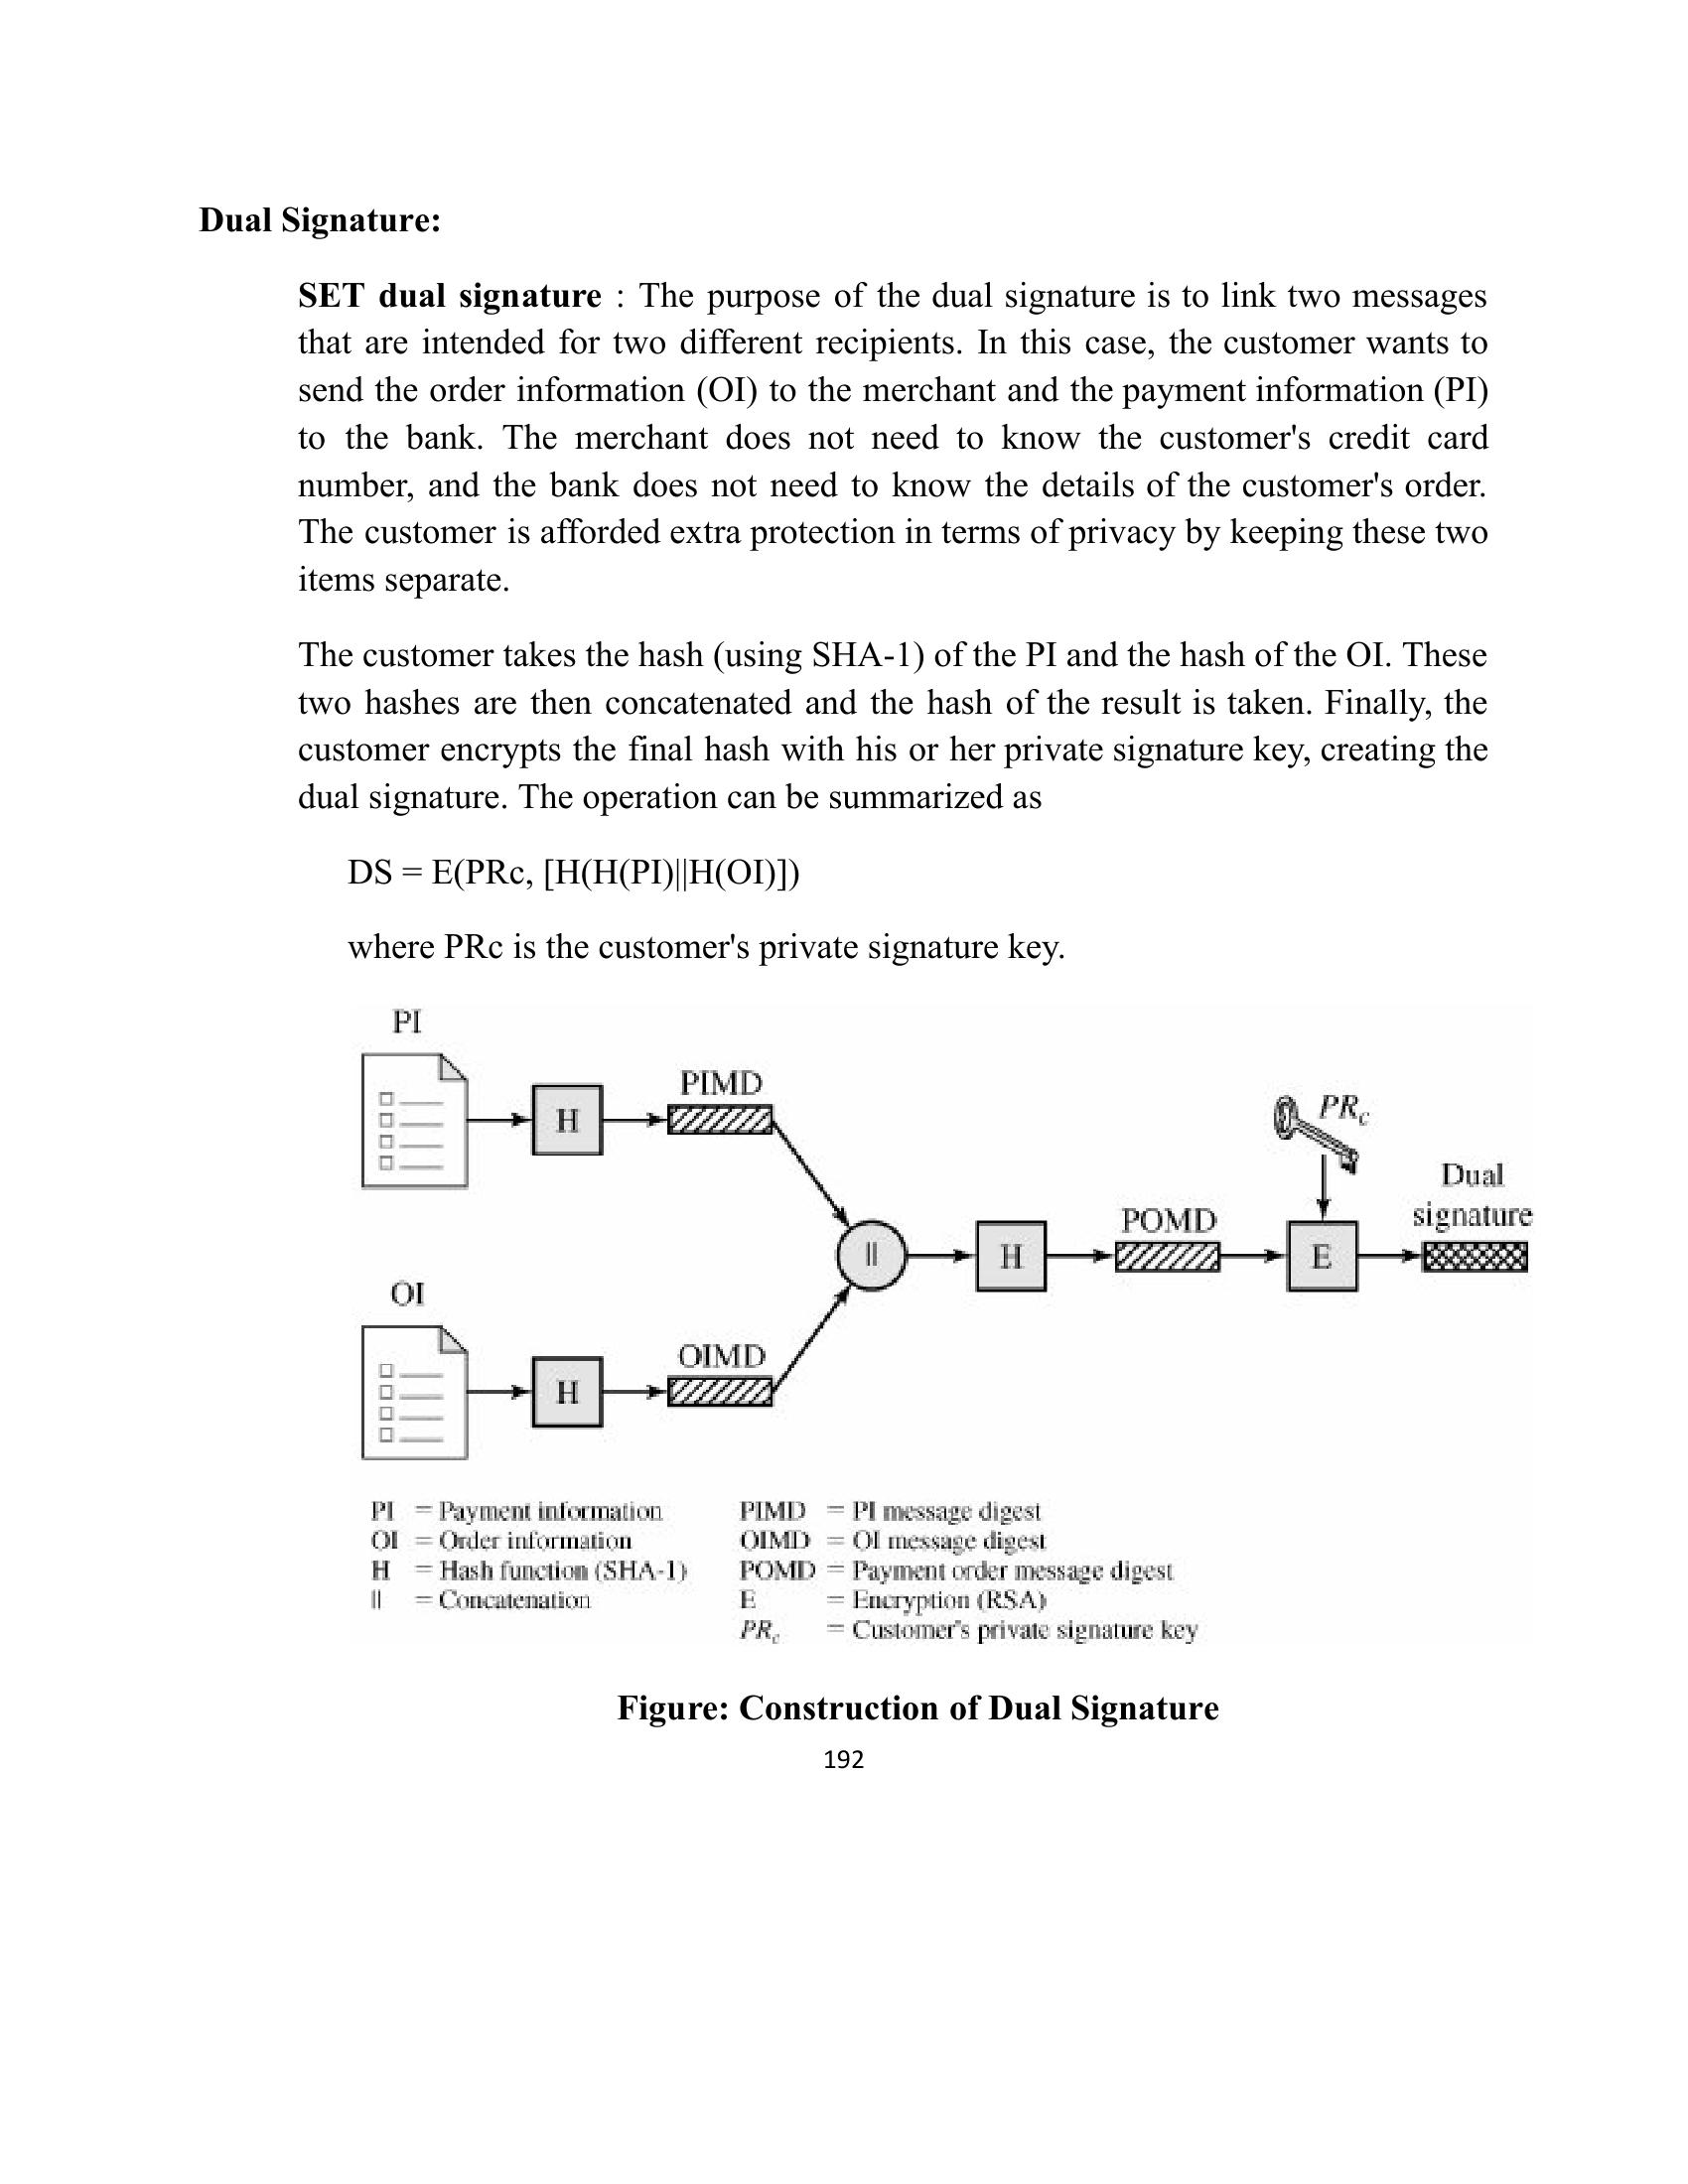 Dual Signature:
SET dual signature : The purpose of the dual signature is to link two messages
that are intended for two different recipients. In this case, the customer wants to
send the order information (OI) to the merchant and the payment information (PI)
to the bank. The merchant does not need to know the customer's credit card
number, and the bank does not need to know the details of the customer's order.
The customer is afforded extra protection in terms of privacy by keeping these two
items separate.
The customer takes the hash (using SHA-1) of the PI and the hash of the OI. These
two hashes are then concatenated and the hash of the result is taken. Finally, the
customer encrypts the final hash with his or her private signature key, creating the
dual signature. The operation can be summarized as
DS = E(PRc, [H(H(PI)||H(OI)])
where PRc is the customer's private signature key.
PI
H
PIMD
OI
H
OIMD
||
H
POMD
PRc
E
Dual
signature
PI = Payment information
OI = Order information
H = Hash function (SHA-1)
|| = Concatenation
PIMD = PI message digest
OIMD = OI message digest
POMD = Payment order message digest
E = Encryption (RSA)
PRc = Customer's private signature key
Figure: Construction of Dual Signature
192